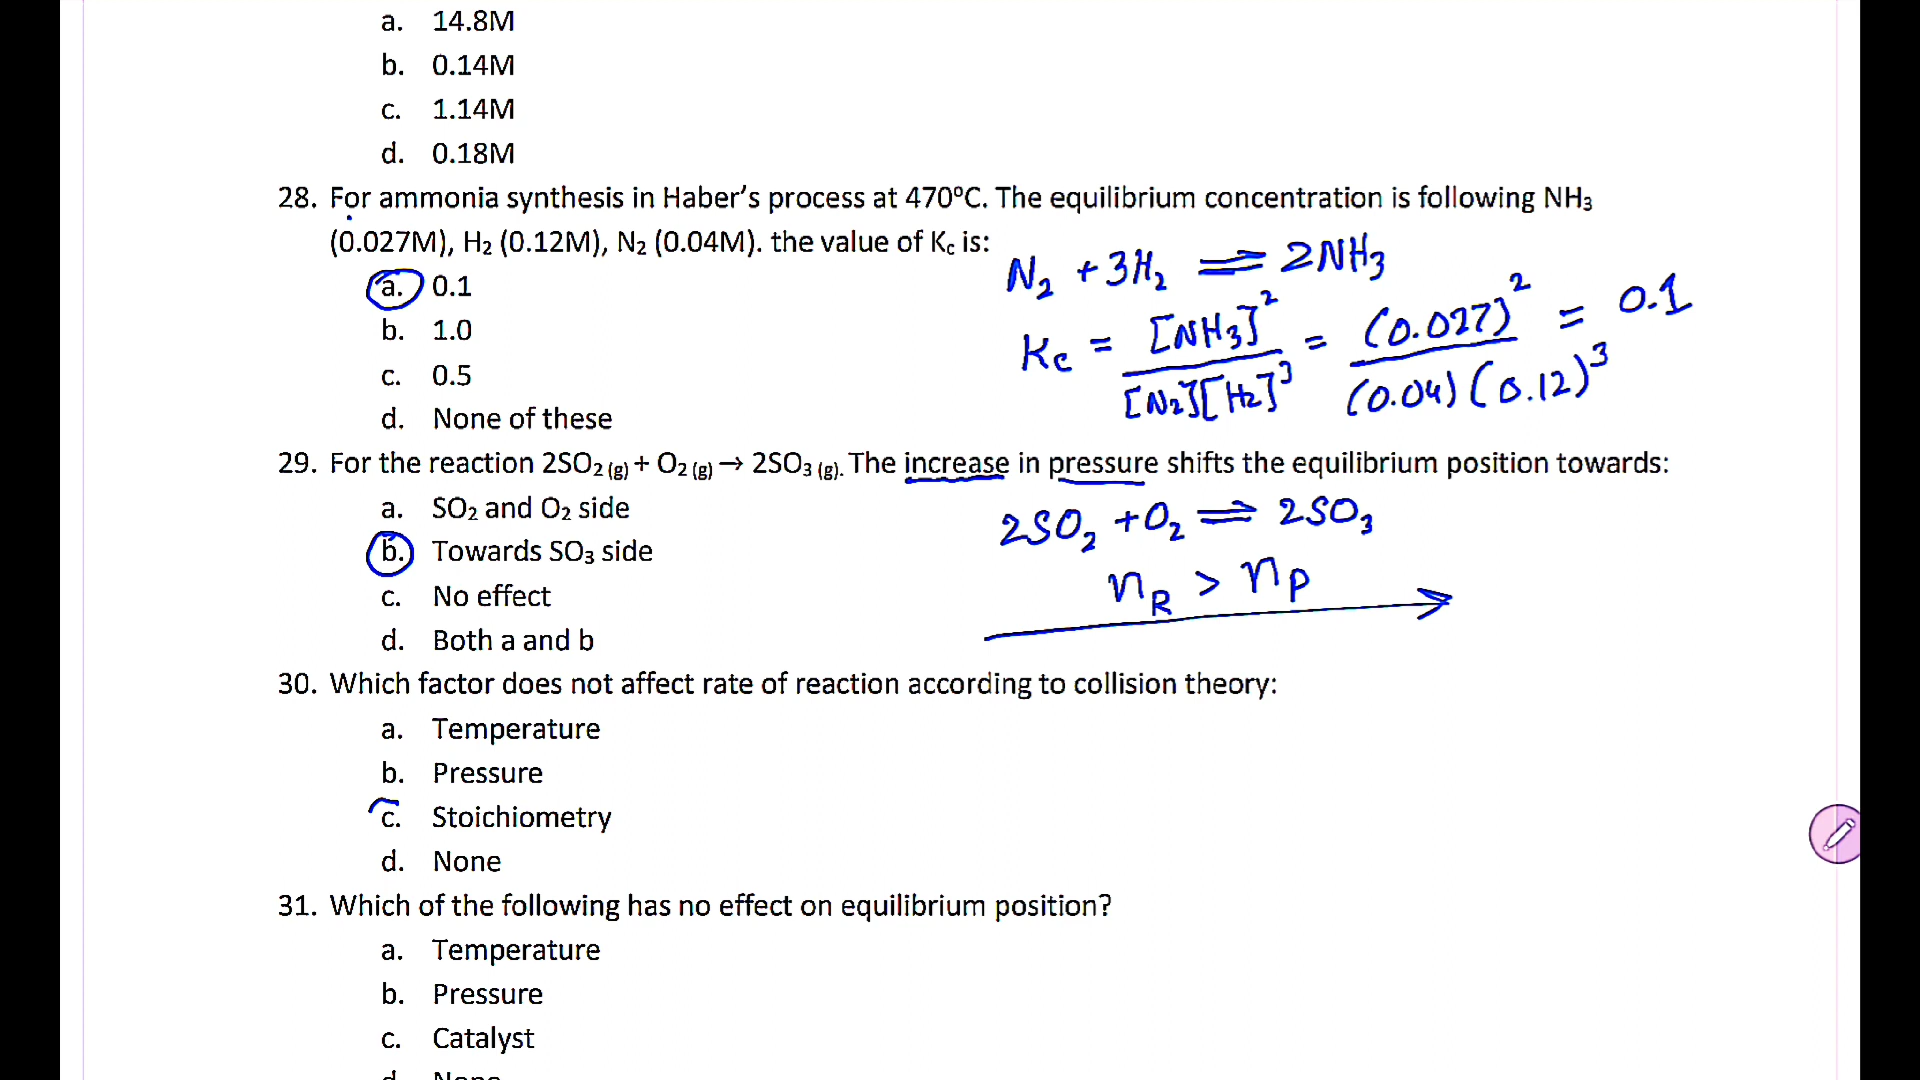 a. 14.8M
b. 0.14M
c. 1.14M
d. 0.18M
28. For ammonia synthesis in Haber’s process at 470ºC. The equilibrium concentration is following NH₃
(0.027M), H₂ (0.12M), N₂ (0.04M). the value of K꜀ is:
N₂ + 3H₂ ⇌ 2NH₃
a. 0.1
b. 1.0
Kc = [NH₃]² / [N₂][H₂]³ = (0.027)² / (0.04)(0.12)³ = 0.1
c. 0.5
d. None of these
29. For the reaction 2SO₂ (g) + O₂ (g) → 2SO₃ (g). The increase in pressure shifts the equilibrium position towards:
a. SO₂ and O₂ side
2SO₂ + O₂ ⇌ 2SO₃
b. Towards SO₃ side
nR > nP
c. No effect
d. Both a and b
30. Which factor does not affect rate of reaction according to collision theory:
a. Temperature
b. Pressure
c. Stoichiometry
d. None
31. Which of the following has no effect on equilibrium position?
a. Temperature
b. Pressure
c. Catalyst
d. None